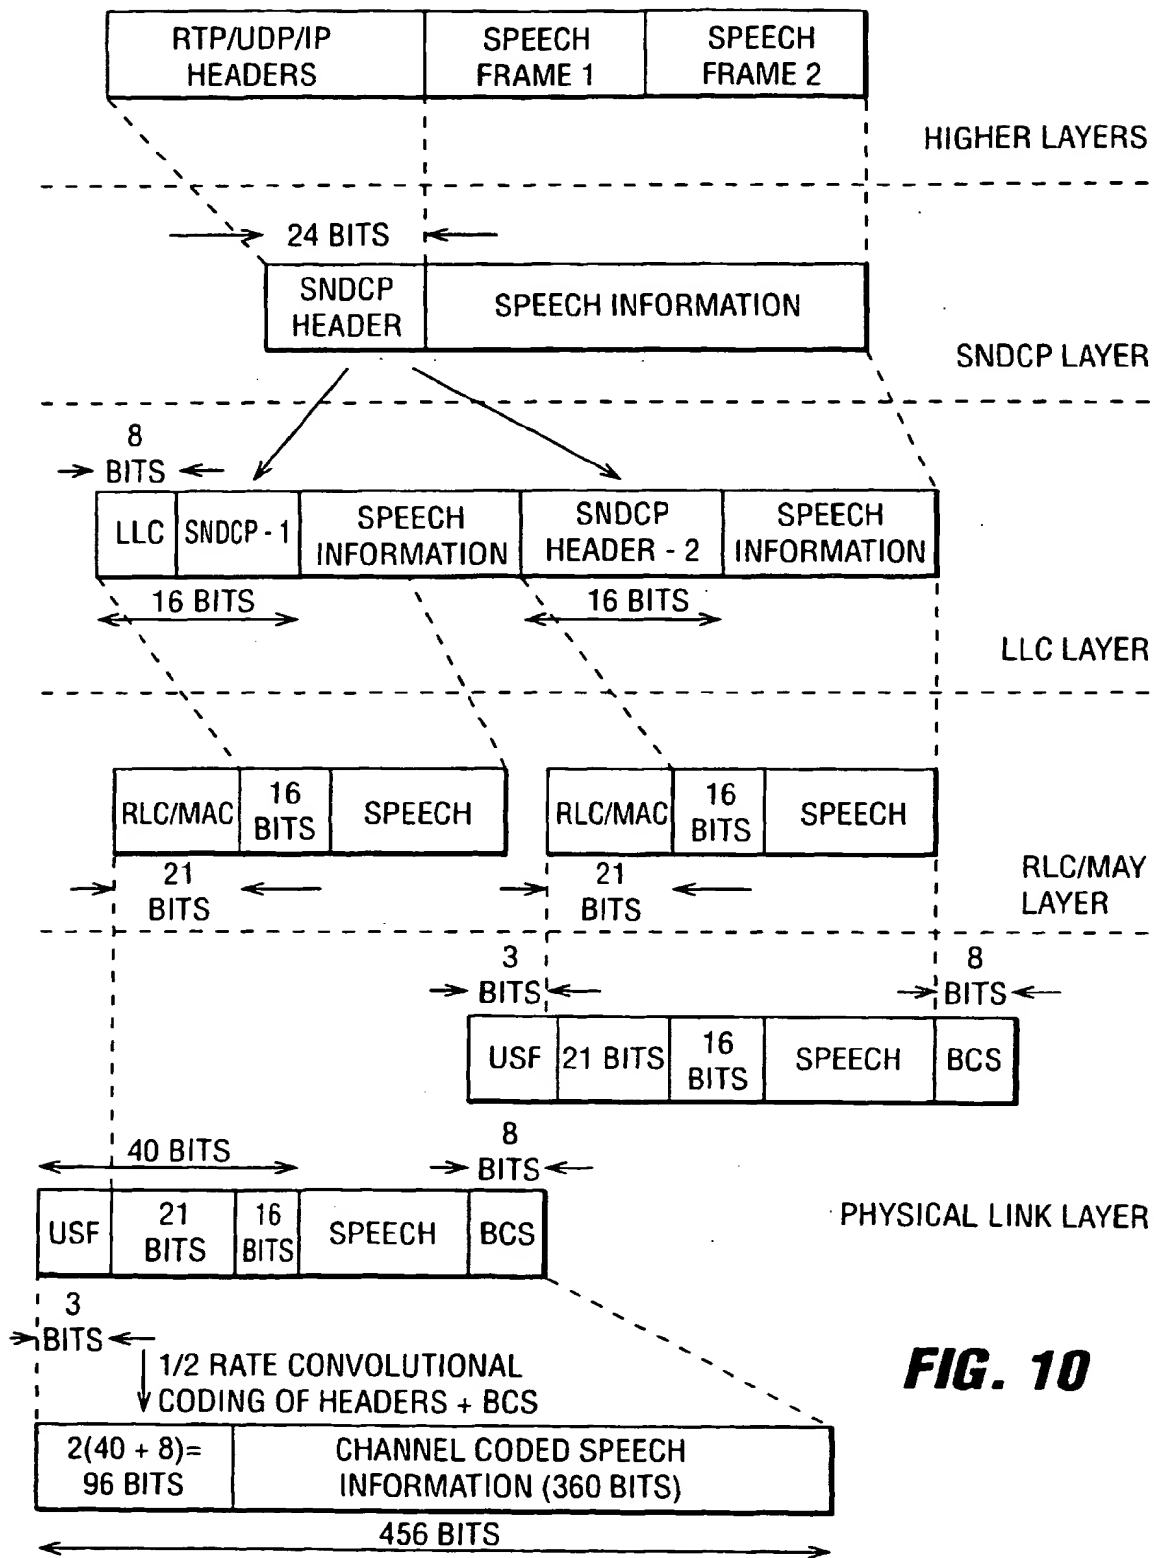 RTP/UDP/IP
HEADERS
SPEECH
FRAME 1
SPEECH
FRAME 2
HIGHER LAYERS
24 BITS
SNDCP
HEADER
SPEECH INFORMATION
SNDCP LAYER
8
BITS
LLC
SNDCP - 1
SPEECH
INFORMATION
SNDCP
HEADER - 2
SPEECH
INFORMATION
16 BITS
16 BITS
LLC LAYER
RLC/MAC
16
BITS
SPEECH
RLC/MAC
16
BITS
SPEECH
21
BITS
21
BITS
RLC/MAY
LAYER
3
BITS
8
BITS
USF
21 BITS
16
BITS
SPEECH
BCS
40 BITS
8
BITS
USF
21
BITS
16
BITS
SPEECH
BCS
PHYSICAL LINK LAYER
3
BITS
1/2 RATE CONVOLUTIONAL
CODING OF HEADERS + BCS
FIG. 10
2(40 + 8)=
96 BITS
CHANNEL CODED SPEECH
INFORMATION (360 BITS)
456 BITS